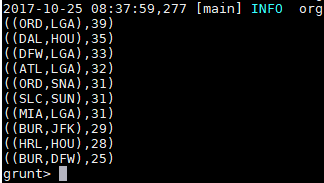 2017-10-25 08:37:59,277 [main] INFO  org
((ORD,LGA),39)
((DAL,HOU),35)
((DFW,LGA),33)
((ATL,LGA),32)
((ORD,SNA),31)
((SLC,SUN),31)
((MIA,LGA),31)
((BUR,JFK),29)
((HRL,HOU),28)
((BUR,DFW),25)
grunt>